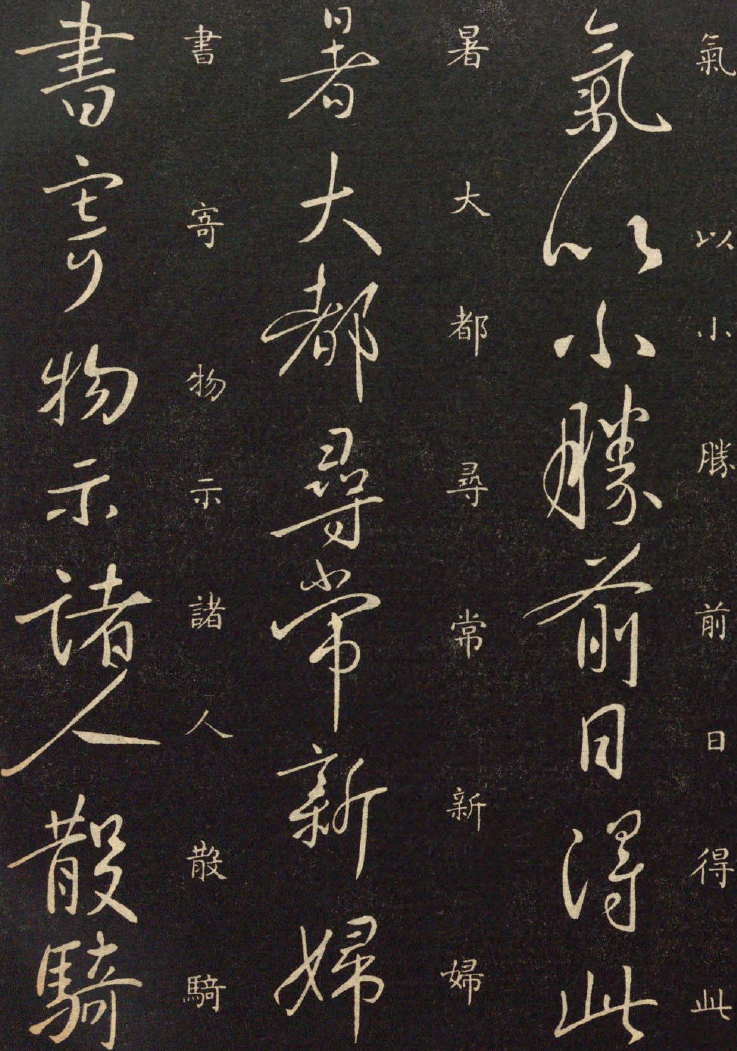 氣以小勝前日得此
氣以小勝前日得此
暑大都尋常新婦
暑大都尋常新婦
書寄物示諸人散騎
書寄物示諸人散騎